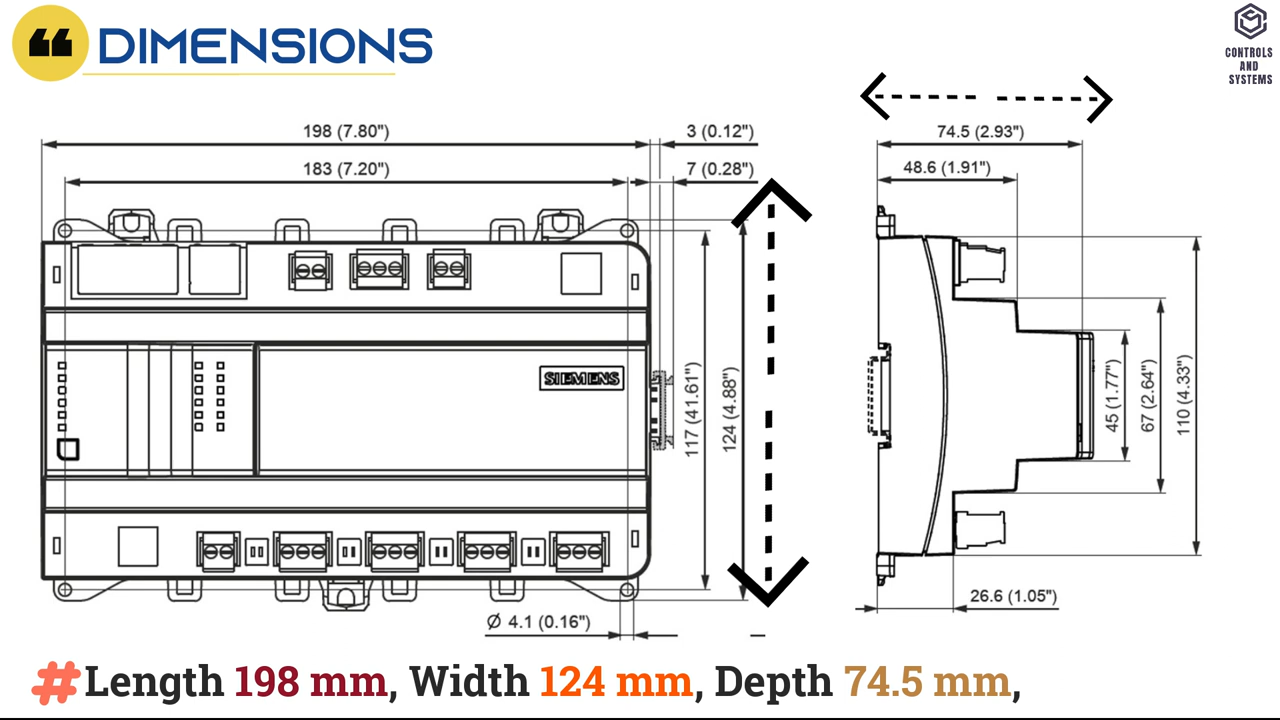 ❝ DIMENSIONS
CONTROLS
AND
SYSTEMS
198 (7.80")
3 (0.12")
183 (7.20")
7 (0.28")
74.5 (2.93")
48.6 (1.91")
SIEMENS
117 (41.61")
124 (4.88")
45 (1.77")
67 (2.64")
110 (4.33")
26.6 (1.05")
Ø 4.1 (0.16")
#Length 198 mm, Width 124 mm, Depth 74.5 mm,